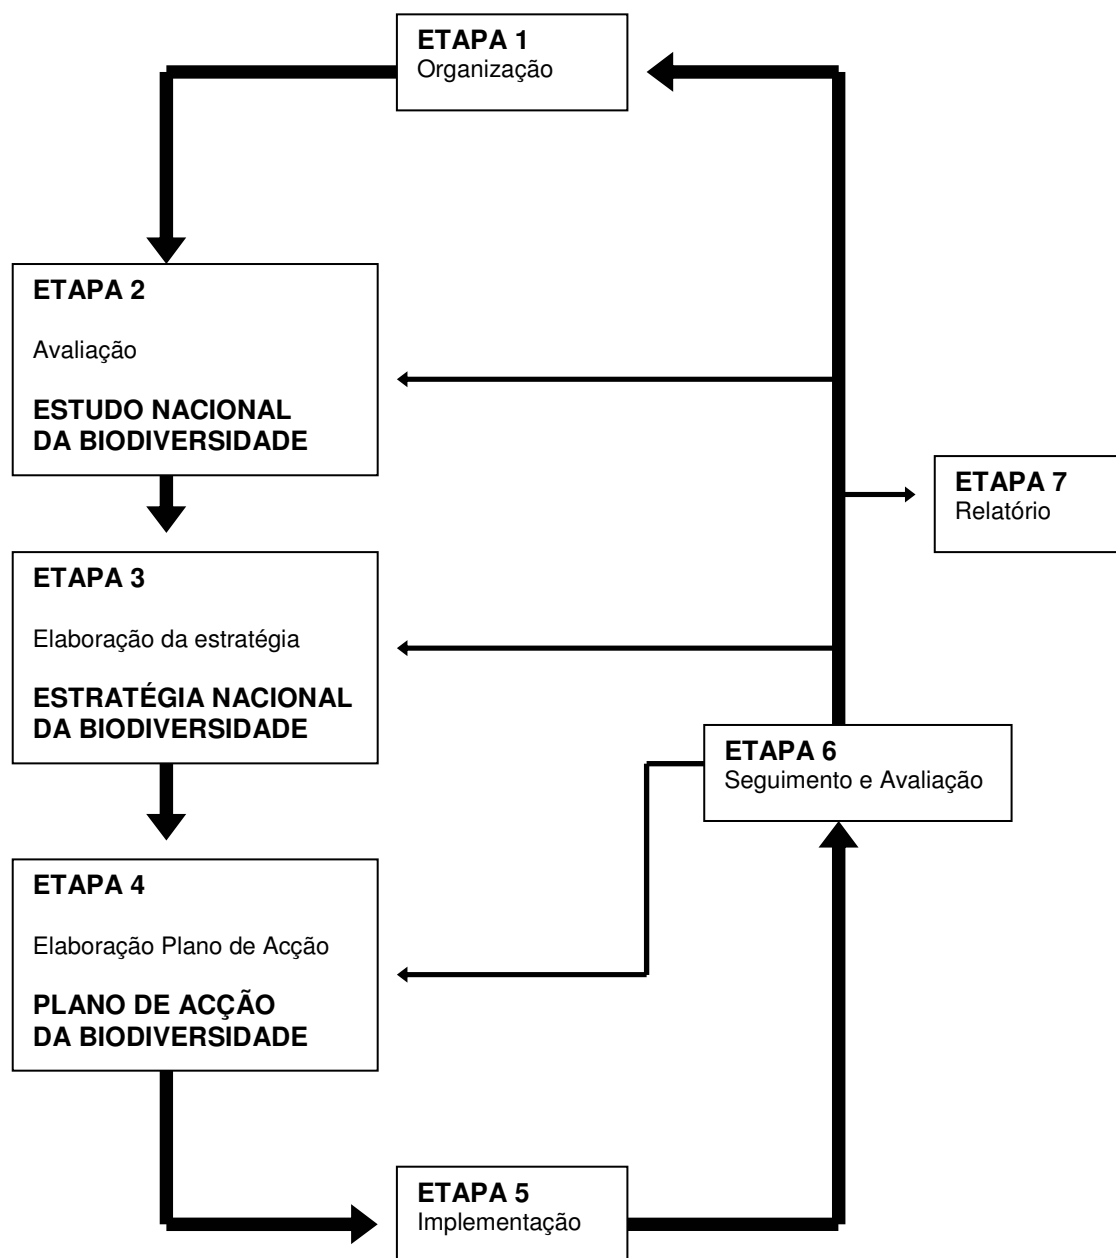 ETAPA 1
Organização
ETAPA 2
Avaliação
ESTUDO NACIONAL
DA BIODIVERSIDADE
ETAPA 7
Relatório
ETAPA 3
Elaboração da estratégia
ESTRATÉGIA NACIONAL
DA BIODIVERSIDADE
ETAPA 6
Seguimento e Avaliação
ETAPA 4
Elaboração Plano de Acção
PLANO DE ACÇÃO
DA BIODIVERSIDADE
ETAPA 5
Implementação